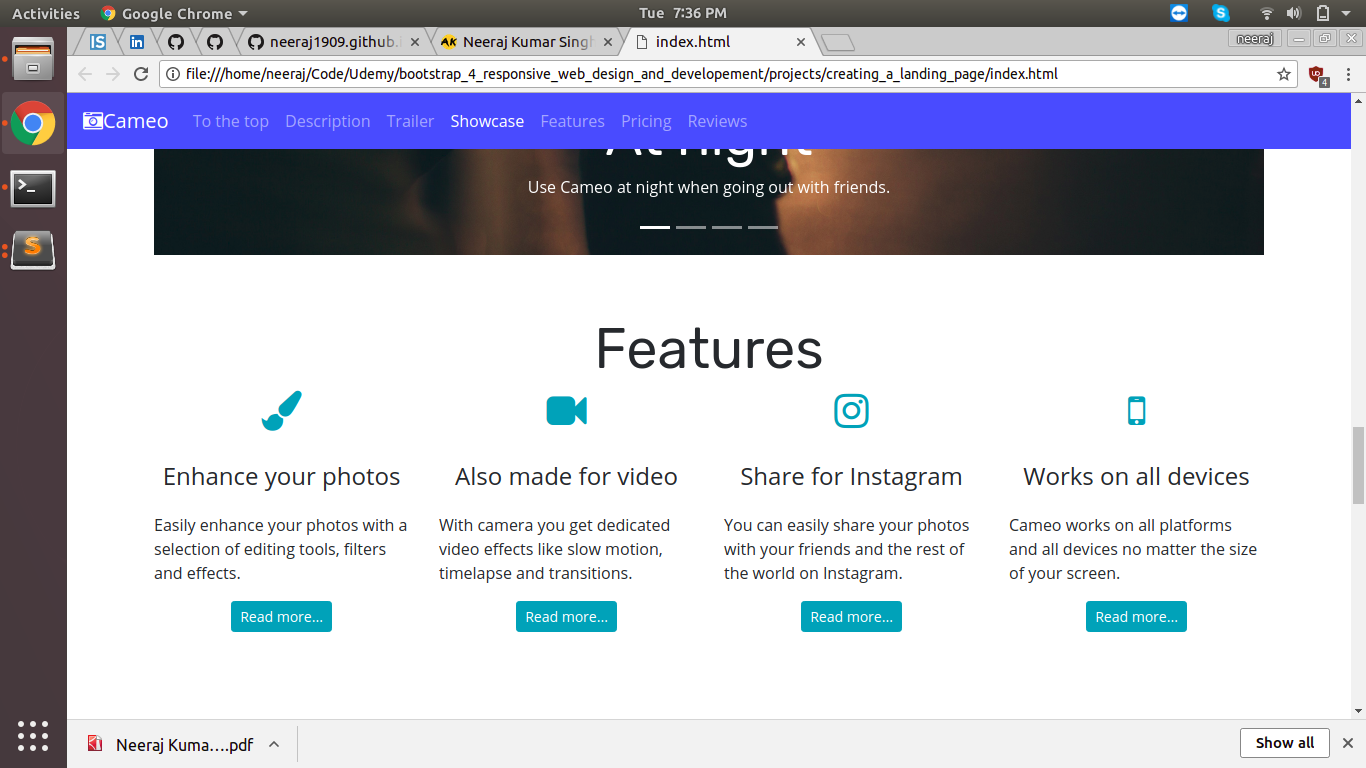 Activities Google Chrome Tue 7:36 PM
neeraj1909.github. Neeraj Kumar Singh index.html neeraj
file:///home/neeraj/Code/Udemy/bootstrap_4_responsive_web_design_and_developement/projects/creating_a_landing_page/index.html 4
Cameo To the top Description Trailer Showcase Features Pricing Reviews
At night
Use Cameo at night when going out with friends.
Features
Enhance your photos
Easily enhance your photos with a
selection of editing tools, filters
and effects.
Read more...
Also made for video
With camera you get dedicated
video effects like slow motion,
timelapse and transitions.
Read more...
Share for Instagram
You can easily share your photos
with your friends and the rest of
the world on Instagram.
Read more...
Works on all devices
Cameo works on all platforms
and all devices no matter the size
of your screen.
Read more...
Neeraj Kuma....pdf Show all